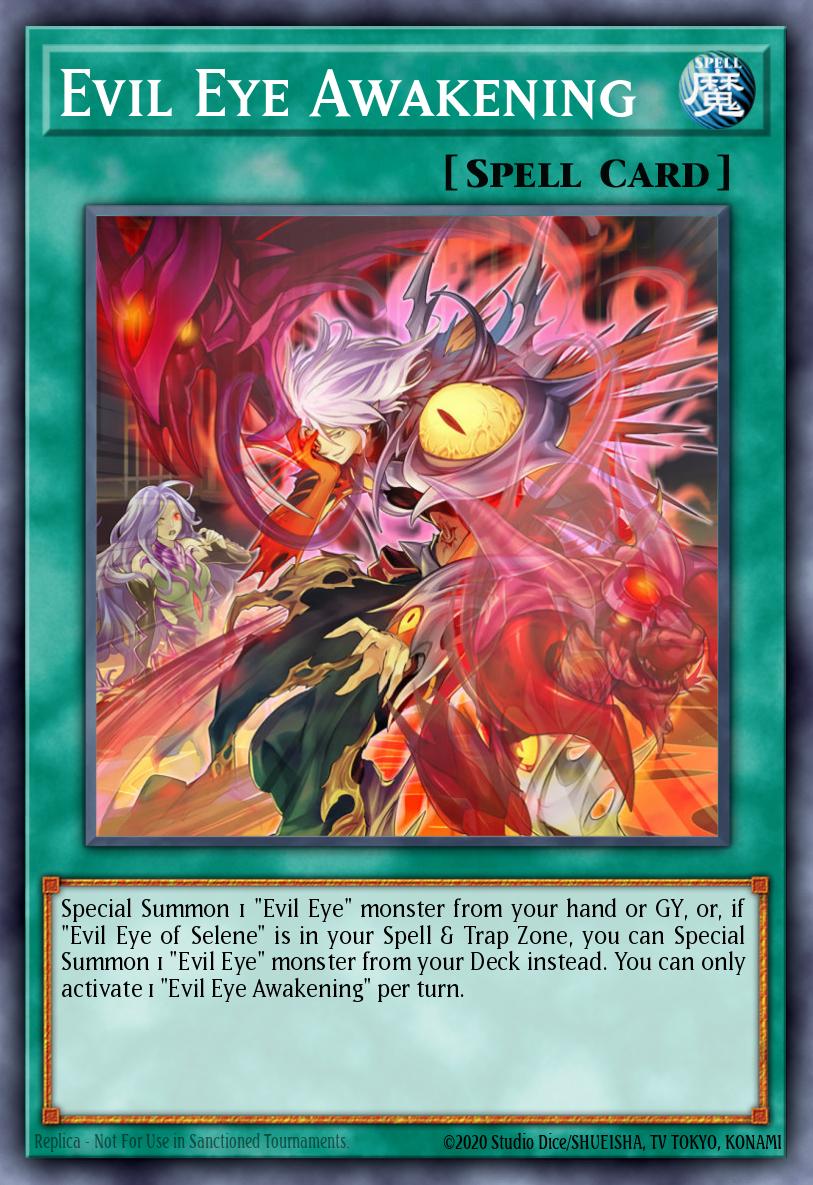 Evil Eye Awakening
SPELL
魔
[ Spell Card ]
Special Summon 1 "Evil Eye" monster from your hand or GY, or, if
"Evil Eye of Selene" is in your Spell & Trap Zone, you can Special
Summon 1 "Evil Eye" monster from your Deck instead. You can only
activate 1 "Evil Eye Awakening" per turn.
Replica - Not For Use in Sanctioned Tournaments.
©2020 Studio Dice/SHUEISHA, TV TOKYO, KONAMI